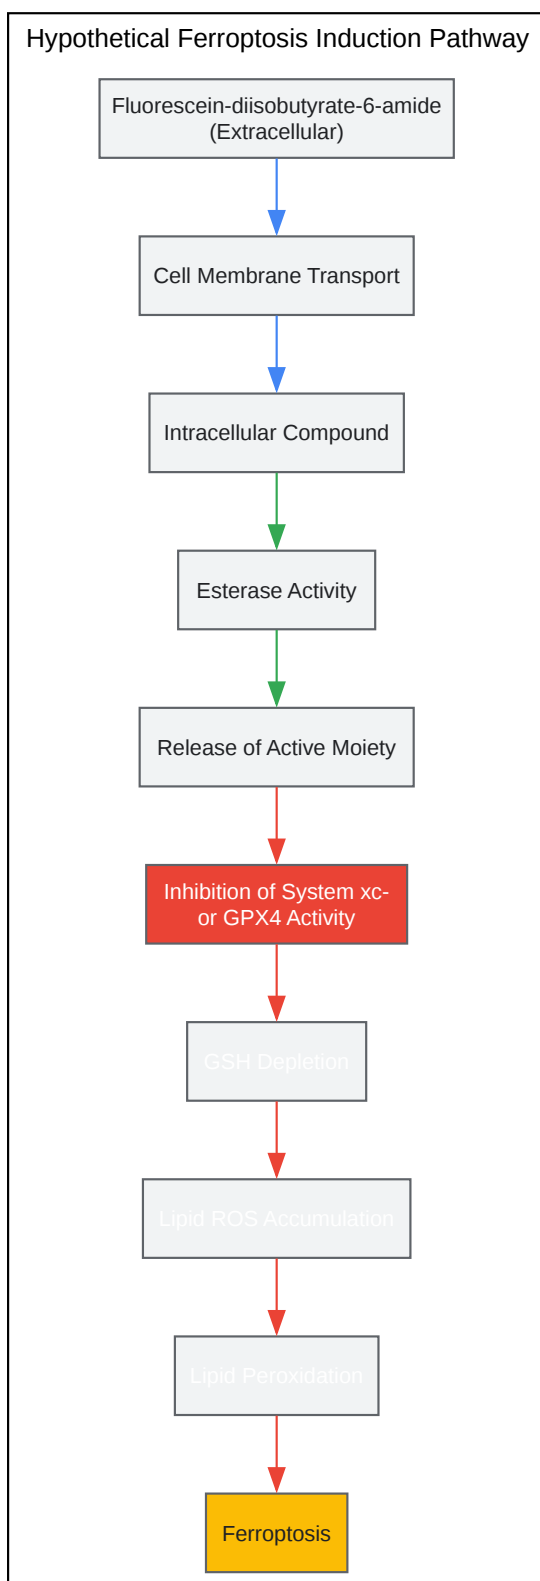 Hypothetical Ferroptosis Induction Pathway
Fluorescein-diisobutyrate-6-amide
(Extracellular)
Cell Membrane Transport
Intracellular Compound
Esterase Activity
Release of Active Moiety
Inhibition of System xc-
or GPX4 Activity
GSH Depletion
Lipid ROS Accumulation
Lipid Peroxidation
Ferroptosis